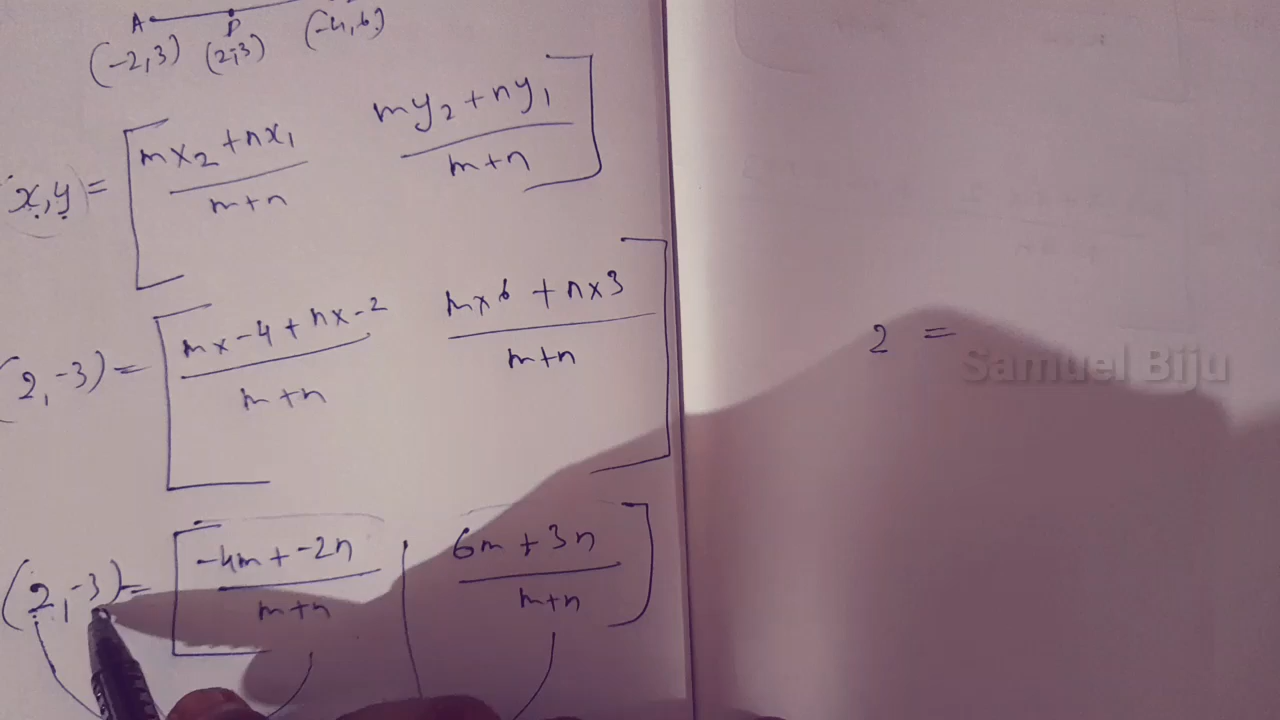 A P
(-2,3) (2,-3) (-4,6)
x,y = [ mx₂ + nx₁ / m+n my₂ + ny₁ / m+n ]
(2,-3) = [ m×-4 + n×-2 / m+n m×6 + n×3 / m+n ]
(2,-3) = [ -4m + -2n / m+n , 6m + 3n / m+n ]
2 =
Samuel Biju